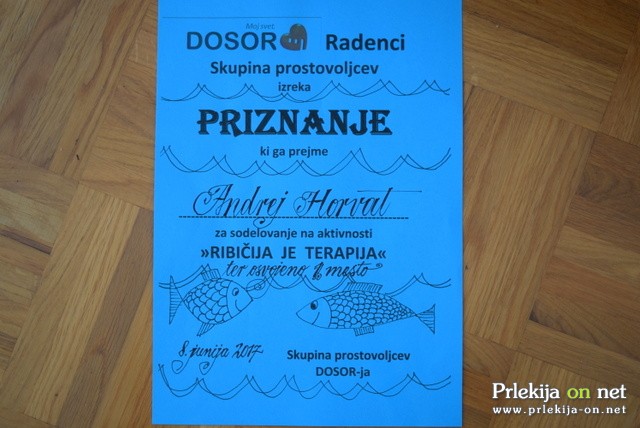 Moj svet
DOSOR Radenci
Skupina prostovoljcev
izreka
PRIZNANJE
ki ga prejme
Andrej Horvat
za sodelovanje na aktivnosti
»RIBIČIJA JE TERAPIJA«
ter osvojeno 1. mesto
8. junija 2017
Skupina prostovoljcev
DOSOR-ja
Prlekija on net
www.prlekija-on.net